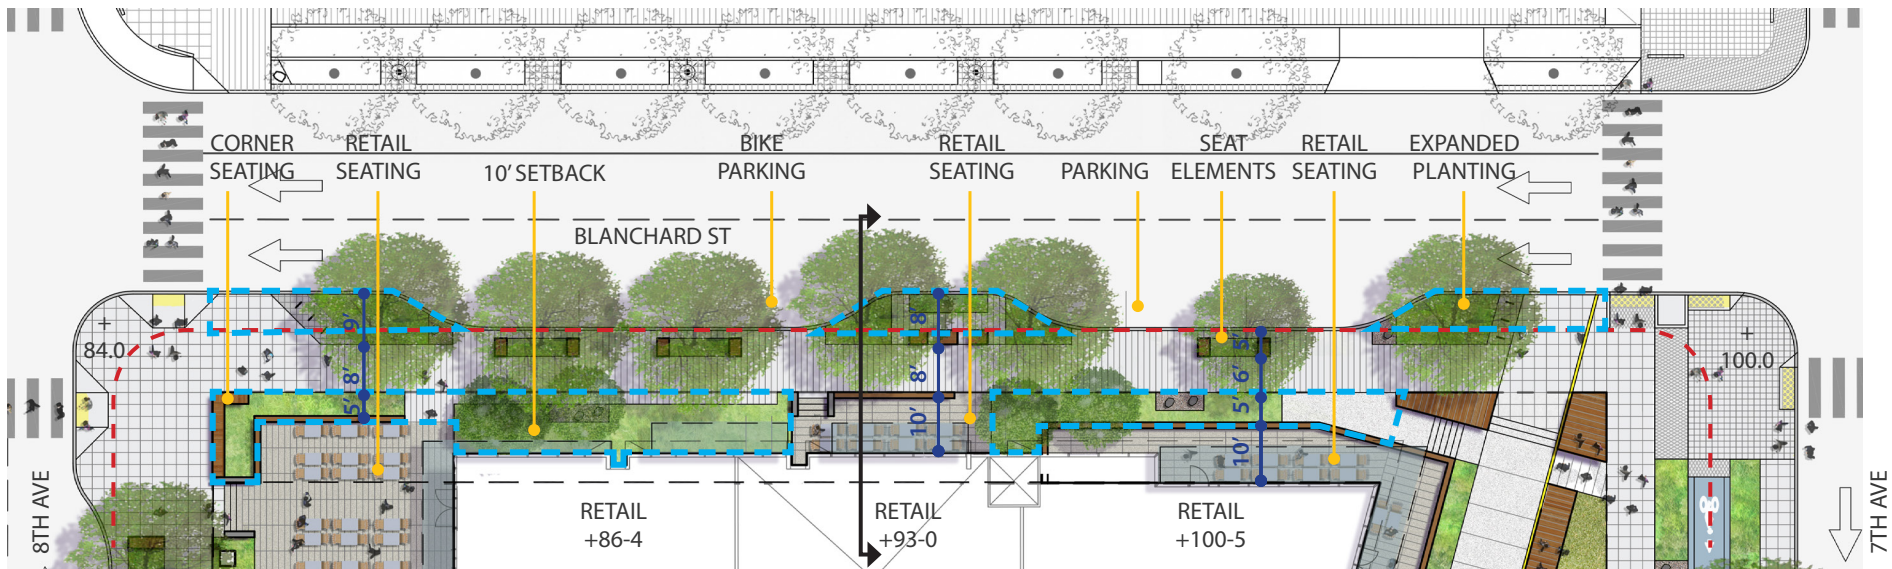 CORNER
SEATING
RETAIL
SEATING
10' SETBACK
BIKE
PARKING
RETAIL
SEATING
PARKING
SEAT
ELEMENTS
RETAIL
SEATING
EXPANDED
PLANTING
BLANCHARD ST
84.0
100.0
9'
8'
5'
8'
8'
10'
5'
6'
5'
10'
RETAIL
+86-4
RETAIL
+93-0
RETAIL
+100-5
8TH AVE
7TH AVE